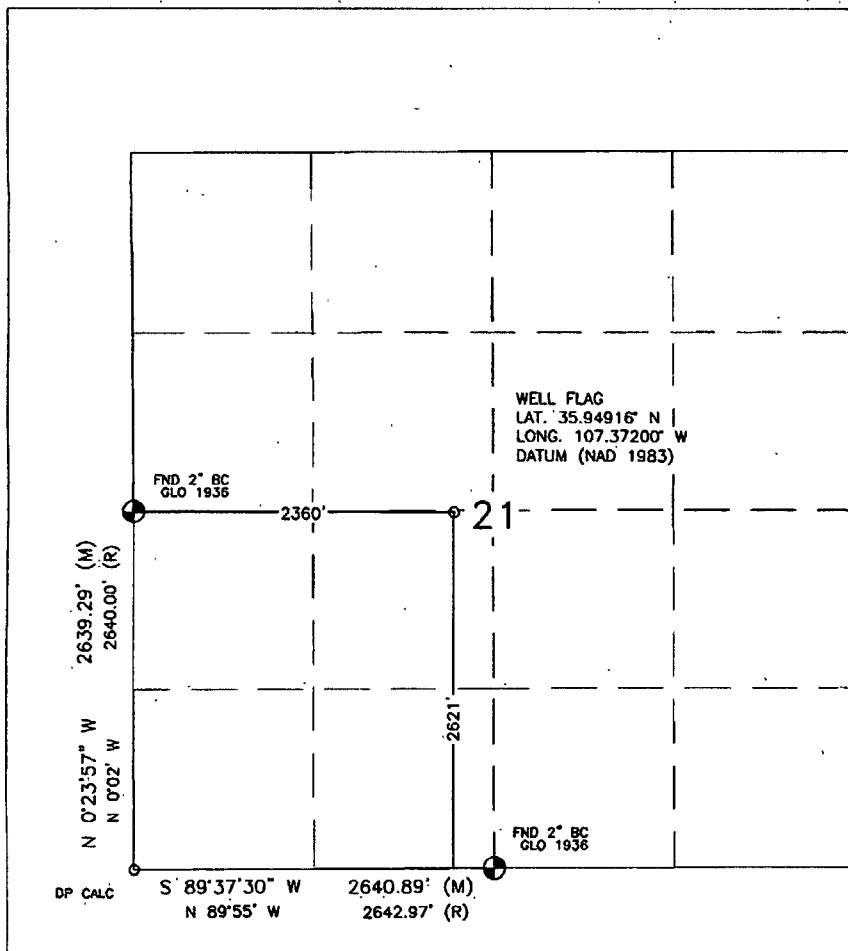 WELL FLAG
LAT. 35.94916° N
LONG. 107.37200° W
DATUM (NAD 1983)
FND 2" BC
GLO 1936
2360'
21
2639.29' (M)
2640.00' (R)
2621'
N 0°23'57" W
N 0°02' W
FND 2" BC
GLO 1936
DP CALC
S 89°37'30" W 2640.89' (M)
N 89°55' W 2642.97' (R)